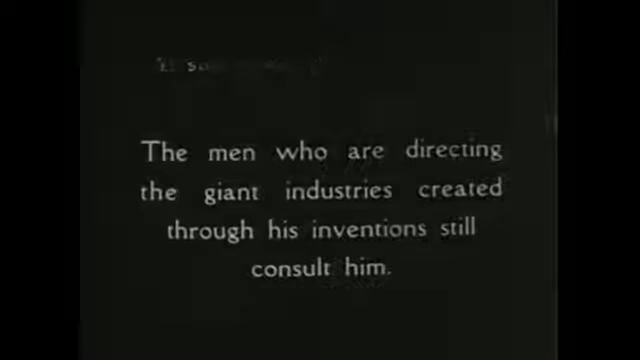 The men who are directing
the giant industries created
through his inventions still
consult him.